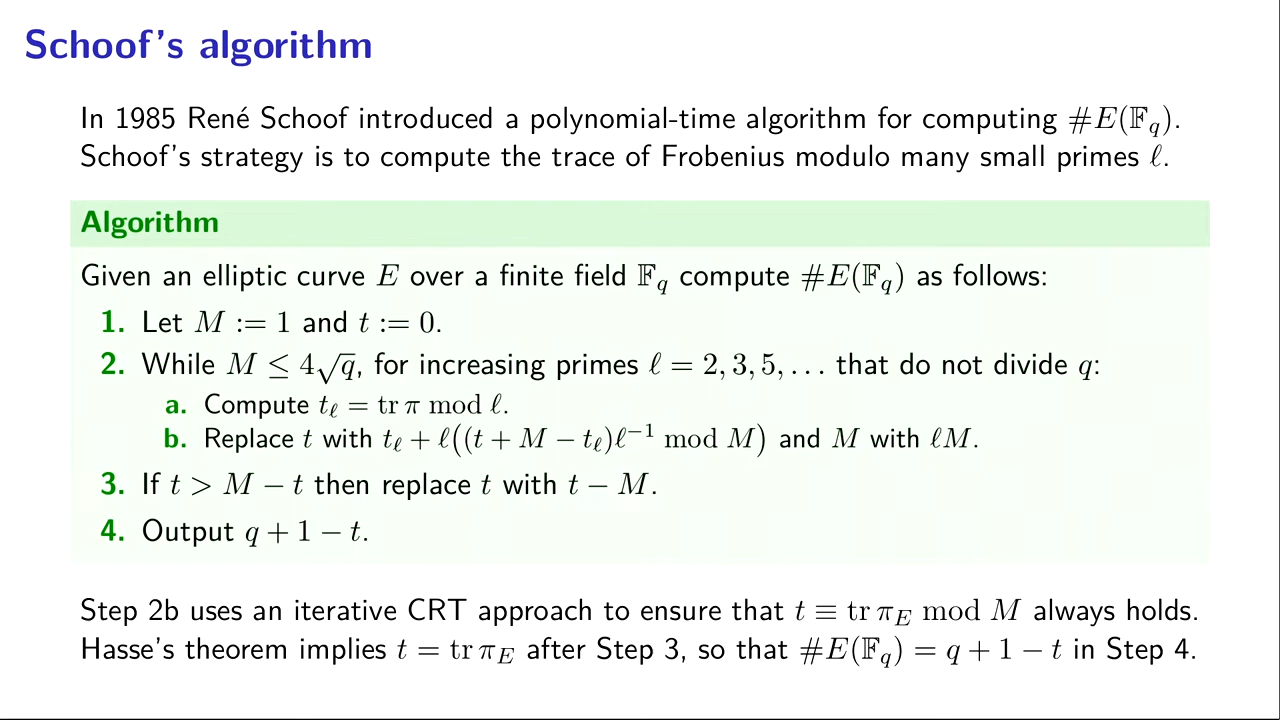 Schoof's algorithm
In 1985 René Schoof introduced a polynomial-time algorithm for computing #E(𝔽_q).
Schoof's strategy is to compute the trace of Frobenius modulo many small primes ℓ.
Algorithm
Given an elliptic curve E over a finite field 𝔽_q compute #E(𝔽_q) as follows:
1. Let M := 1 and t := 0.
2. While M ≤ 4√q, for increasing primes ℓ = 2, 3, 5, … that do not divide q:
a. Compute t_ℓ = tr π mod ℓ.
b. Replace t with t_ℓ + ℓ((t + M − t_ℓ)ℓ⁻¹ mod M) and M with ℓM.
3. If t > M − t then replace t with t − M.
4. Output q + 1 − t.
Step 2b uses an iterative CRT approach to ensure that t ≡ tr π_E mod M always holds.
Hasse's theorem implies t = tr π_E after Step 3, so that #E(𝔽_q) = q + 1 − t in Step 4.